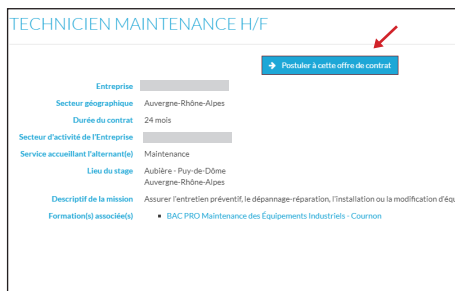 TECHNICIEN MAINTENANCE H/F
Postuler à cette offre de contrat
Entreprise
Secteur géographique Auvergne-Rhône-Alpes
Durée du contrat 24 mois
Secteur d'activité de l'Entreprise
Service accueillant l'alternant(e) Maintenance
Lieu du stage Aubière - Puy-de-Dôme
Auvergne-Rhône-Alpes
Descriptif de la mission Assurer l'entretien préventif, le dépannage-réparation, l'installation ou la modification d'équ
Formation(s) associée(s) BAC PRO Maintenance des Équipements Industriels - Cournon